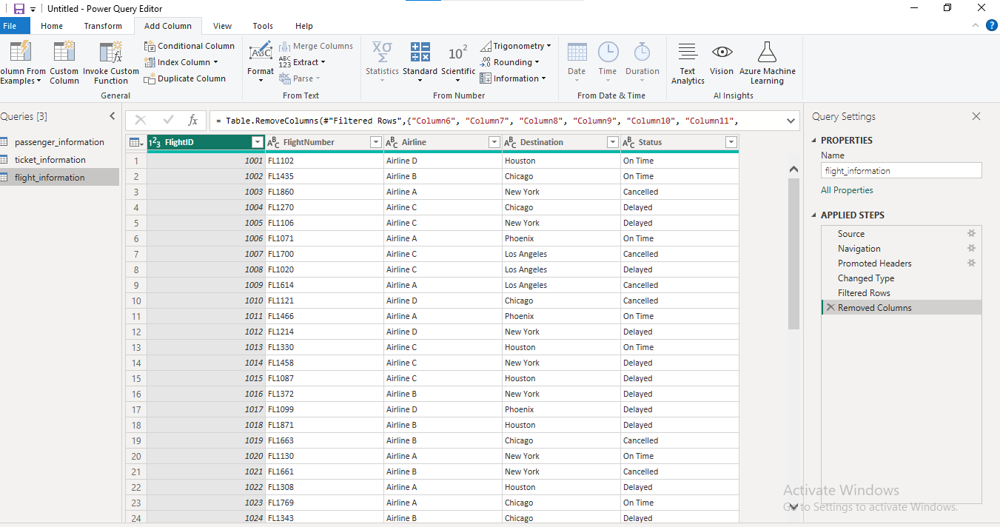 Untitled - Power Query Editor
File Home Transform Add Column View Tools Help
olumn From Examples
Custom Column
Invoke Custom Function
Conditional Column
Index Column
Duplicate Column
General
Format
Merge Columns
Extract
Parse
From Text
Statistics
Standard
Scientific
Trigonometry
Rounding
Information
From Number
Date
Time
Duration
From Date & Time
Text Analytics
Vision
Azure Machine Learning
AI Insights
Queries [3]
passenger_information
ticket_information
flight_information
= Table.RemoveColumns(#"Filtered Rows",{"Column6", "Column7", "Column8", "Column9", "Column10", "Column11",
FlightID FlightNumber Airline Destination Status
1 1001 FL1102 Airline D Houston On Time
2 1002 FL1435 Airline B Chicago On Time
3 1003 FL1860 Airline A New York Cancelled
4 1004 FL1270 Airline C Chicago Delayed
5 1005 FL1106 Airline C New York Delayed
6 1006 FL1071 Airline A Phoenix On Time
7 1007 FL1700 Airline C Los Angeles Cancelled
8 1008 FL1020 Airline C Los Angeles Delayed
9 1009 FL1614 Airline A Los Angeles Cancelled
10 1010 FL1121 Airline D Chicago Cancelled
11 1011 FL1466 Airline A Phoenix On Time
12 1012 FL1214 Airline D New York Delayed
13 1013 FL1330 Airline C Houston On Time
14 1014 FL1458 Airline C New York Delayed
15 1015 FL1087 Airline C Houston Delayed
16 1016 FL1372 Airline B New York Delayed
17 1017 FL1099 Airline D Phoenix Delayed
18 1018 FL1871 Airline B Houston Delayed
19 1019 FL1663 Airline B Chicago Cancelled
20 1020 FL1130 Airline A New York On Time
21 1021 FL1661 Airline B New York Cancelled
22 1022 FL1308 Airline A Houston Delayed
23 1023 FL1769 Airline A Chicago On Time
24 1024 FL1343 Airline B Chicago Delayed
Query Settings
PROPERTIES
Name
flight_information
All Properties
APPLIED STEPS
Source
Navigation
Promoted Headers
Changed Type
Filtered Rows
Removed Columns
Activate Windows
Go to Settings to activate Windows.